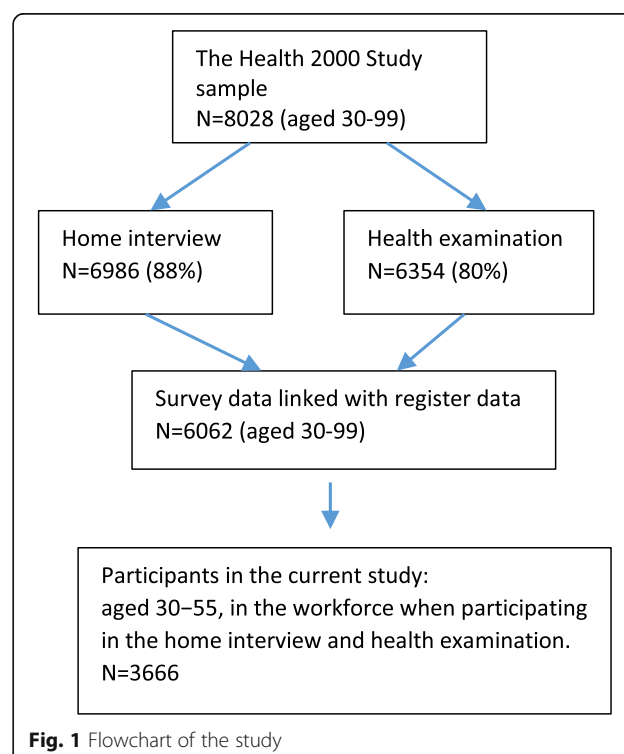 The Health 2000 Study
sample
N=8028 (aged 30-99)
Home interview
N=6986 (88%)
Health examination
N=6354 (80%)
Survey data linked with register data
N=6062 (aged 30-99)
Participants in the current study:
aged 30−55, in the workforce when participating
in the home interview and health examination.
N=3666
Fig. 1 Flowchart of the study